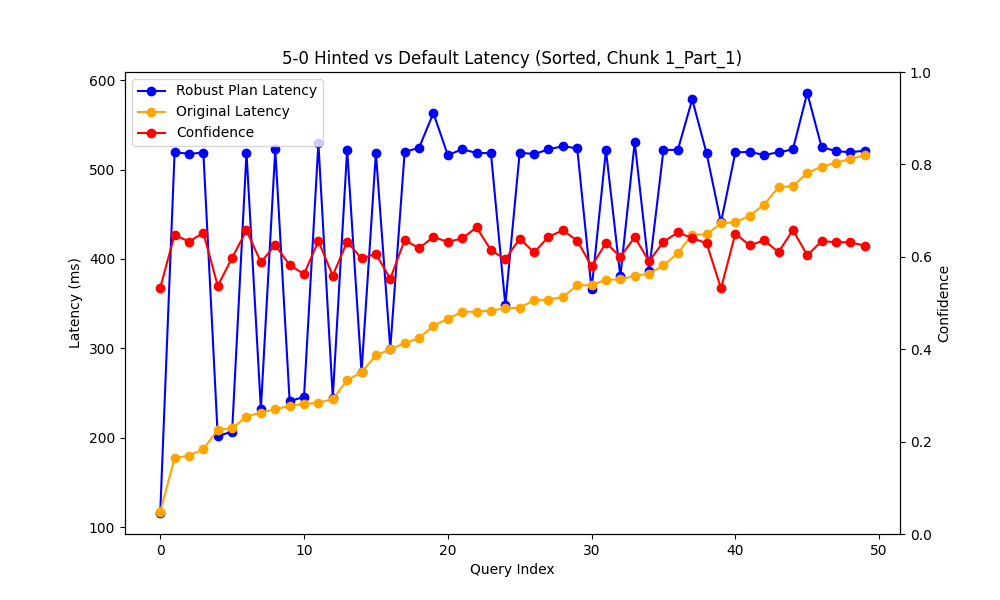 5-0 Hinted vs Default Latency (Sorted, Chunk 1_Part_1)
Robust Plan Latency
Original Latency
Confidence
600
500
400
300
200
100
Latency (ms)
1.0
0.8
0.6
0.4
0.2
0.0
Confidence
0
10
20
30
40
50
Query Index